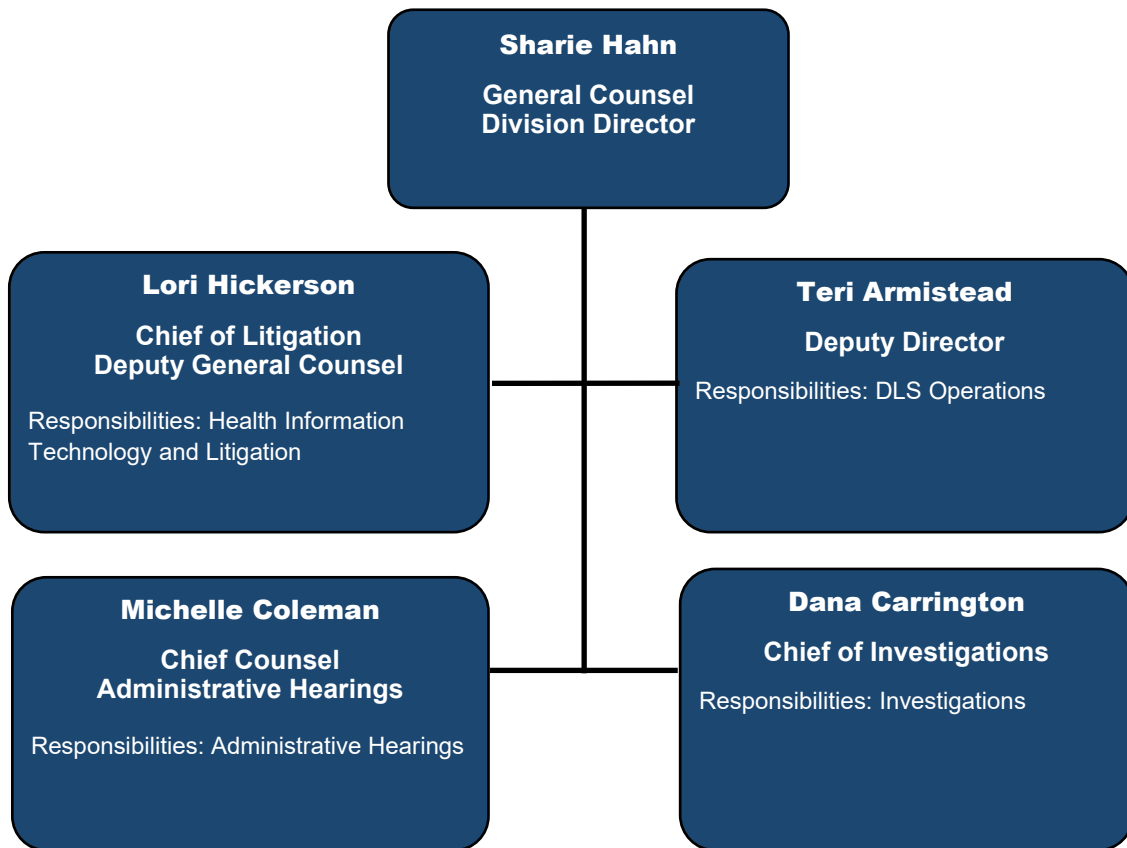 Sharie Hahn
General Counsel
Division Director
Lori Hickerson
Chief of Litigation
Deputy General Counsel
Responsibilities: Health Information
Technology and Litigation
Teri Armistead
Deputy Director
Responsibilities: DLS Operations
Michelle Coleman
Chief Counsel
Administrative Hearings
Responsibilities: Administrative Hearings
Dana Carrington
Chief of Investigations
Responsibilities: Investigations